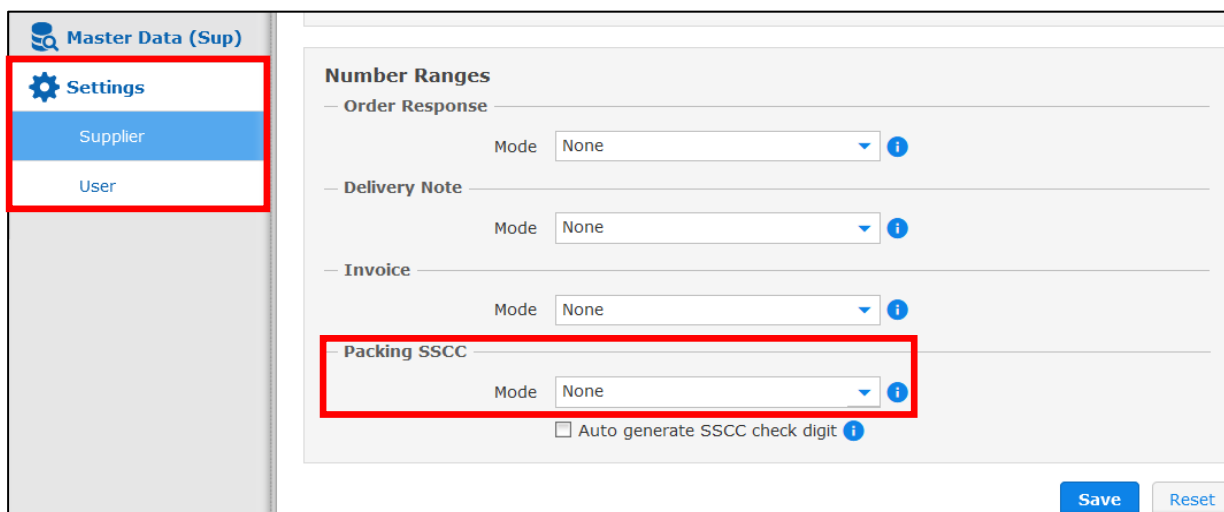 Master Data (Sup)
Settings
Supplier
User
Number Ranges
Order Response
Mode None
Delivery Note
Mode None
Invoice
Mode None
Packing SSCC
Mode None
Auto generate SSCC check digit
Save Reset